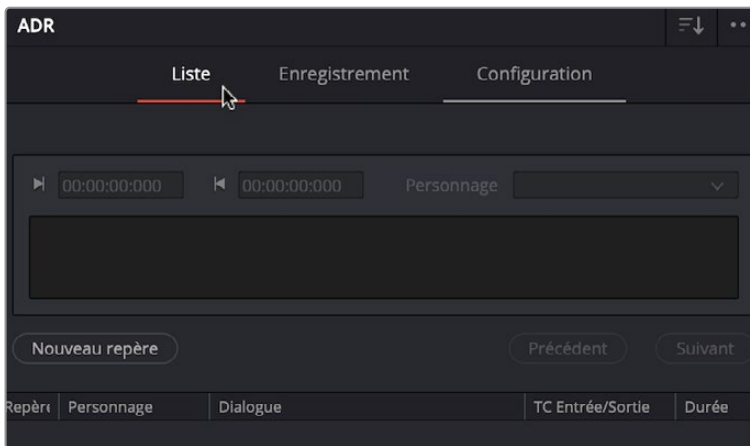 ADR
Liste Enregistrement Configuration
00:00:00:000 00:00:00:000 Personnage
Nouveau repère Précédent Suivant
Repère Personnage Dialogue TC Entrée/Sortie Durée